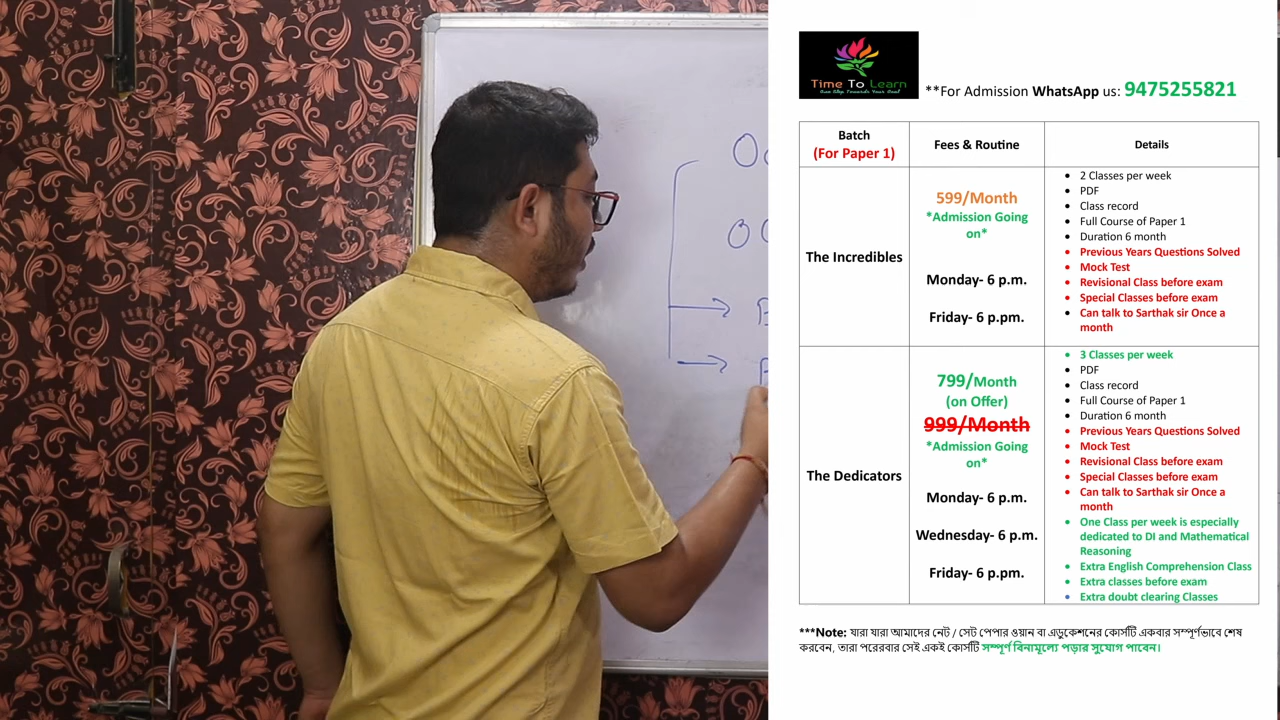 Time To Learn
One Step Towards Your Goal
**For Admission WhatsApp us: 9475255821
Batch
(For Paper 1)
Fees & Routine
Details
The Incredibles
599/Month
*Admission Going
on*
Monday- 6 p.m.
Friday- 6 p.pm.
2 Classes per week
PDF
Class record
Full Course of Paper 1
Duration 6 month
Previous Years Questions Solved
Mock Test
Revisional Class before exam
Special Classes before exam
Can talk to Sarthak sir Once a
month
The Dedicators
799/Month
(on Offer)
999/Month
*Admission Going
on*
Monday- 6 p.m.
Wednesday- 6 p.m.
Friday- 6 p.pm.
3 Classes per week
PDF
Class record
Full Course of Paper 1
Duration 6 month
Previous Years Questions Solved
Mock Test
Revisional Class before exam
Special Classes before exam
Can talk to Sarthak sir Once a
month
One Class per week is especially
dedicated to DI and Mathematical
Reasoning
Extra English Comprehension Class
Extra classes before exam
Extra doubt clearing Classes
***Note: যারা যারা আমাদের নেট / সেট পেপার ওয়ান বা এডুকেশনের কোর্সটি একবার সম্পূর্ণভাবে শেষ
করবেন, তারা পরেরবার সেই একই কোর্সটি সম্পূর্ণ বিনামূল্যে পড়ার সুযোগ পাবেন।